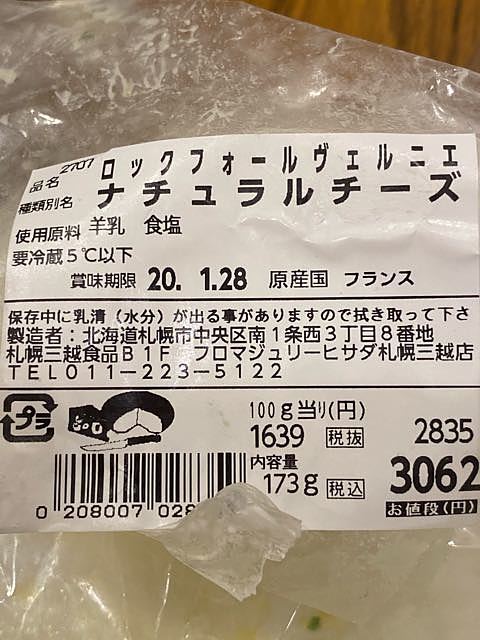 2707
品名 ロックフォールヴェルニエ
種類別名 ナチュラルチーズ
使用原料 羊乳 食塩
要冷蔵5℃以下
賞味期限 20. 1.28 原産国 フランス
保存中に乳清（水分）が出る事がありますので拭き取って下さ
製造者：北海道札幌市中央区南1条西3丁目8番地
札幌三越食品B1F フロマジュリーヒサダ札幌三越店
TEL011-223-5122
プラ
100g当り(円)
1639 税抜 2835
内容量
173g 税込 3062
お値段(円)
0 208007 028